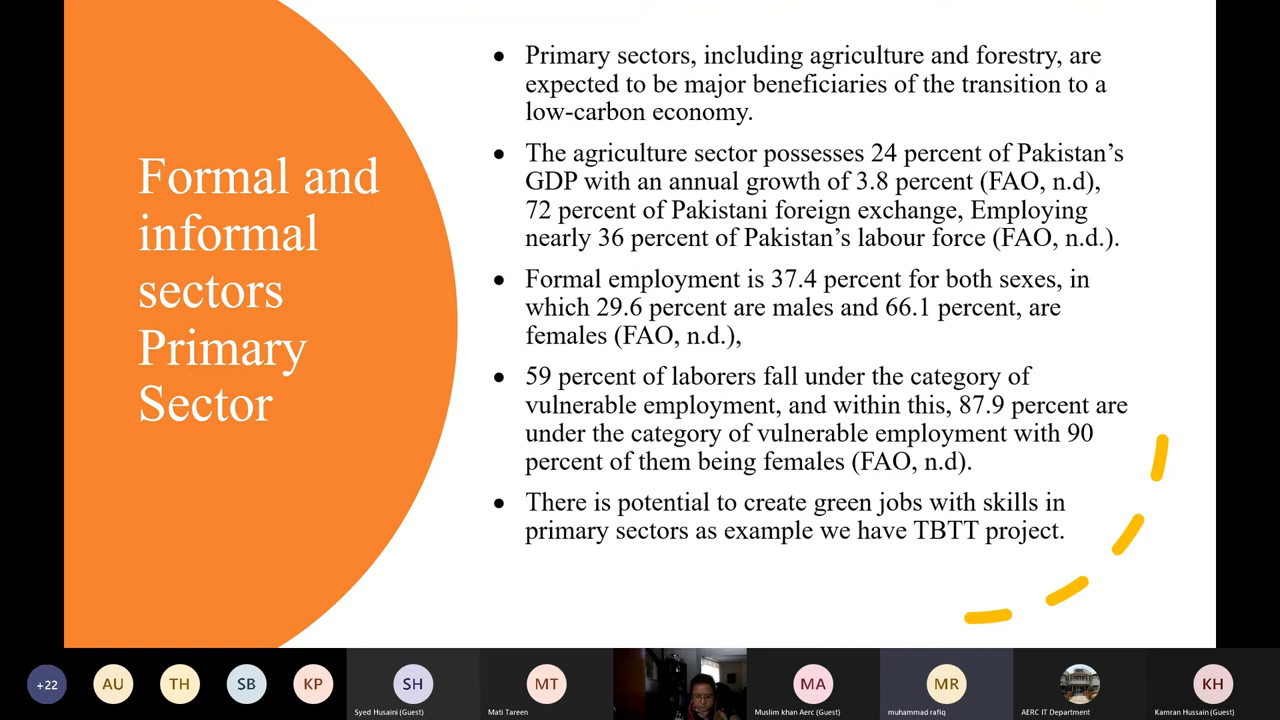 Formal and
informal
sectors
Primary
Sector
• Primary sectors, including agriculture and forestry, are
expected to be major beneficiaries of the transition to a
low-carbon economy.
• The agriculture sector possesses 24 percent of Pakistan’s
GDP with an annual growth of 3.8 percent (FAO, n.d),
72 percent of Pakistani foreign exchange, Employing
nearly 36 percent of Pakistan’s labour force (FAO, n.d.).
• Formal employment is 37.4 percent for both sexes, in
which 29.6 percent are males and 66.1 percent, are
females (FAO, n.d.),
• 59 percent of laborers fall under the category of
vulnerable employment, and within this, 87.9 percent are
under the category of vulnerable employment with 90
percent of them being females (FAO, n.d).
• There is potential to create green jobs with skills in
primary sectors as example we have TBTT project.
+22
AU
TH
SB
KP
SH
Syed Husaini (Guest)
MT
Mati Tareen
MA
Muslim khan Aerc (Guest)
MR
muhammad rafiq
AERC IT Department
KH
Kamran Hussain (Guest)